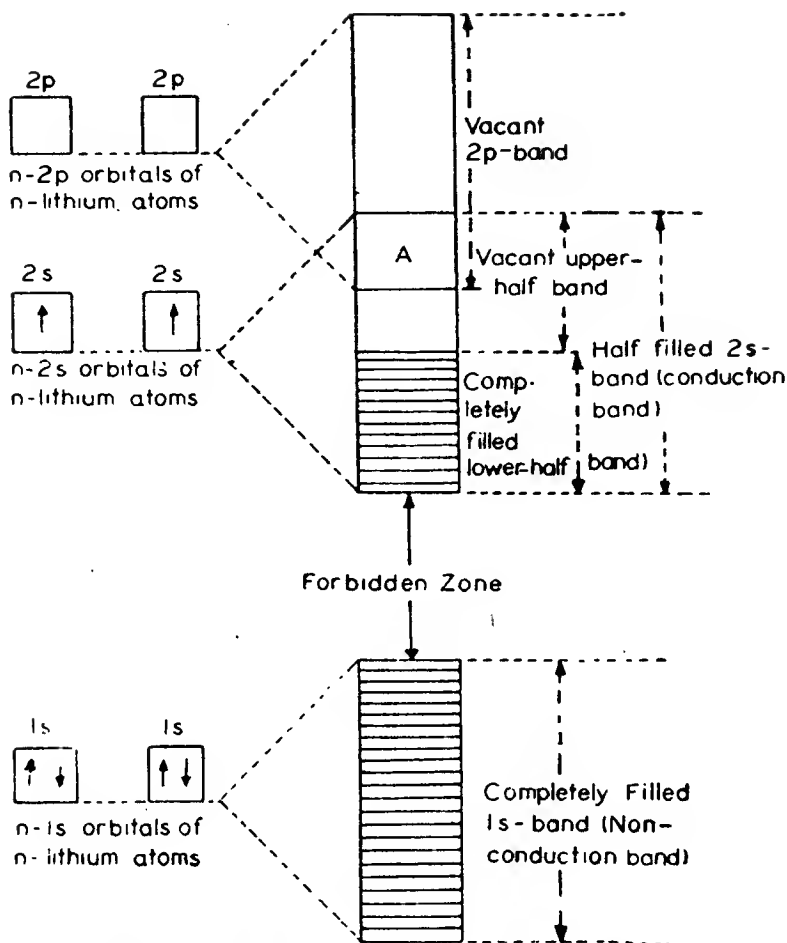 2p 2p
n-2p orbitals of
n-lithium atoms
Vacant
2p-band
A
Vacant upper-
half band
2s 2s
n-2s orbitals of
n-lithium atoms
Half filled 2s-
band (conduction
band)
Comp-
letely
filled
lower-half band)
Forbidden Zone
1s 1s
n-1s orbitals of
n-lithium atoms
Completely Filled
1s-band (Non-
conduction band)